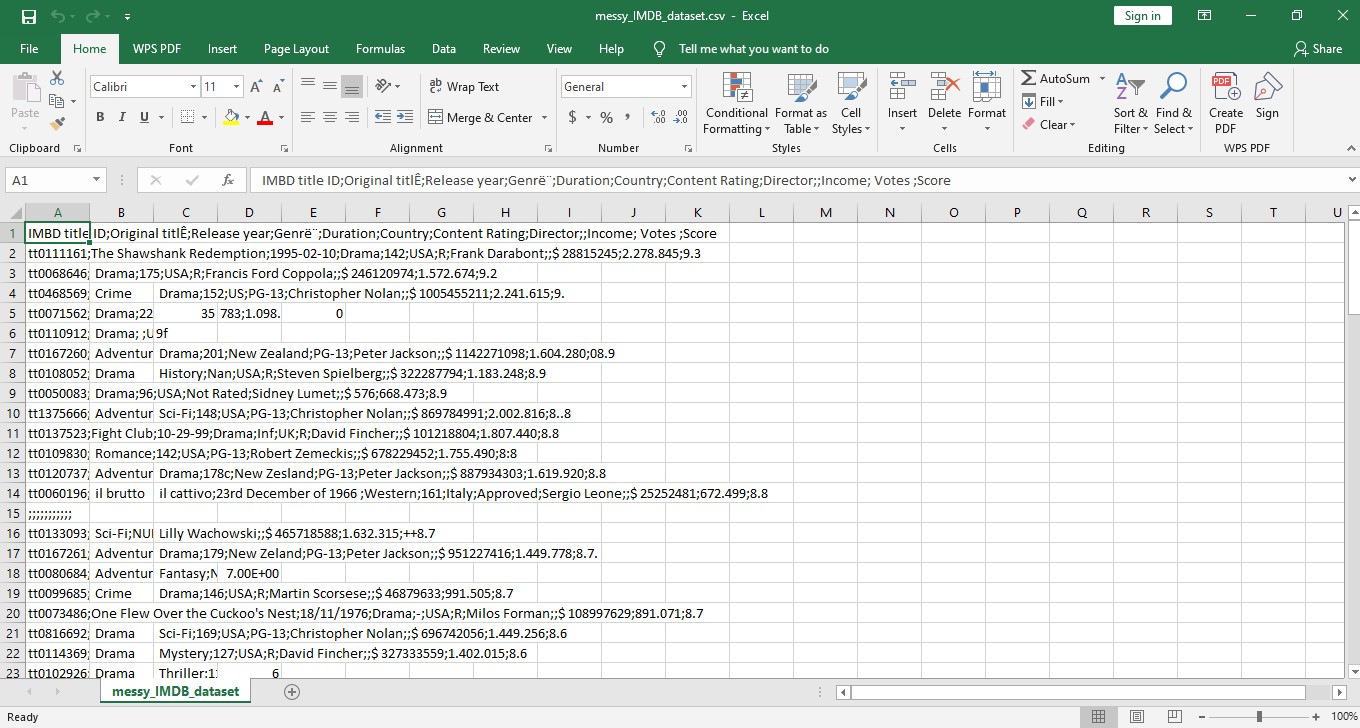 messy_IMDB_dataset.csv - Excel
Sign in
File Home WPS PDF Insert Page Layout Formulas Data Review View Help Tell me what you want to do Share
Calibri 11 Wrap Text General AutoSum
Paste Conditional Formatting Format as Table Cell Styles Insert Delete Format Fill Sort & Filter Find & Select Create PDF Sign
B I U A Merge & Center $ % , Clear
Clipboard Font Alignment Number Styles Cells Editing WPS PDF
A1 fx IMBD title ID;Original titlÊ;Release year;Genrë¨;Duration;Country;Content Rating;Director;;Income; Votes ;Score
A B C D E F G H I J K L M N O P Q R S T U
1 IMBD title ID;Original titlÊ;Release year;Genrë¨;Duration;Country;Content Rating;Director;;Income; Votes ;Score
2 tt0111161;The Shawshank Redemption;1995-02-10;Drama;142;USA;R;Frank Darabont;;$ 28815245;2.278.845;9.3
3 tt0068646; Drama;175;USA;R;Francis Ford Coppola;;$ 246120974;1.572.674;9.2
4 tt0468569; Crime Drama;152;US;PG-13;Christopher Nolan;;$ 1005455211;2.241.615;9.
5 tt0071562; Drama;22 35 783;1.098. 0
6 tt0110912; Drama; ;U 9f
7 tt0167260; Adventur Drama;201;New Zealand;PG-13;Peter Jackson;;$ 1142271098;1.604.280;08.9
8 tt0108052; Drama History;Nan;USA;R;Steven Spielberg;;$ 322287794;1.183.248;8.9
9 tt0050083; Drama;96;USA;Not Rated;Sidney Lumet;;$ 576;668.473;8.9
10 tt1375666; Adventur Sci-Fi;148;USA;PG-13;Christopher Nolan;;$ 869784991;2.002.816;8..8
11 tt0137523;Fight Club;10-29-99;Drama;Inf;UK;R;David Fincher;;$ 101218804;1.807.440;8.8
12 tt0109830; Romance;142;USA;PG-13;Robert Zemeckis;;$ 678229452;1.755.490;8:8
13 tt0120737; Adventur Drama;178c;New Zesland;PG-13;Peter Jackson;;$ 887934303;1.619.920;8.8
14 tt0060196; il brutto il cattivo;23rd December of 1966 ;Western;161;Italy;Approved;Sergio Leone;;$ 25252481;672.499;8.8
15 ;;;;;;;;;;;
16 tt0133093; Sci-Fi;NUl Lilly Wachowski;;$ 465718588;1.632.315;++8.7
17 tt0167261; Adventur Drama;179;New Zeland;PG-13;Peter Jackson;;$ 951227416;1.449.778;8.7.
18 tt0080684; Adventur Fantasy;N 7.00E+00
19 tt0099685; Crime Drama;146;USA;R;Martin Scorsese;;$ 46879633;991.505;8.7
20 tt0073486;One Flew Over the Cuckoo's Nest;18/11/1976;Drama;-;USA;R;Milos Forman;;$ 108997629;891.071;8.7
21 tt0816692; Drama Sci-Fi;169;USA;PG-13;Christopher Nolan;;$ 696742056;1.449.256;8.6
22 tt0114369; Drama Mystery;127;USA;R;David Fincher;;$ 327333559;1.402.015;8.6
23 tt0102926; Drama Thriller;1 6
messy_IMDB_dataset
Ready 100%